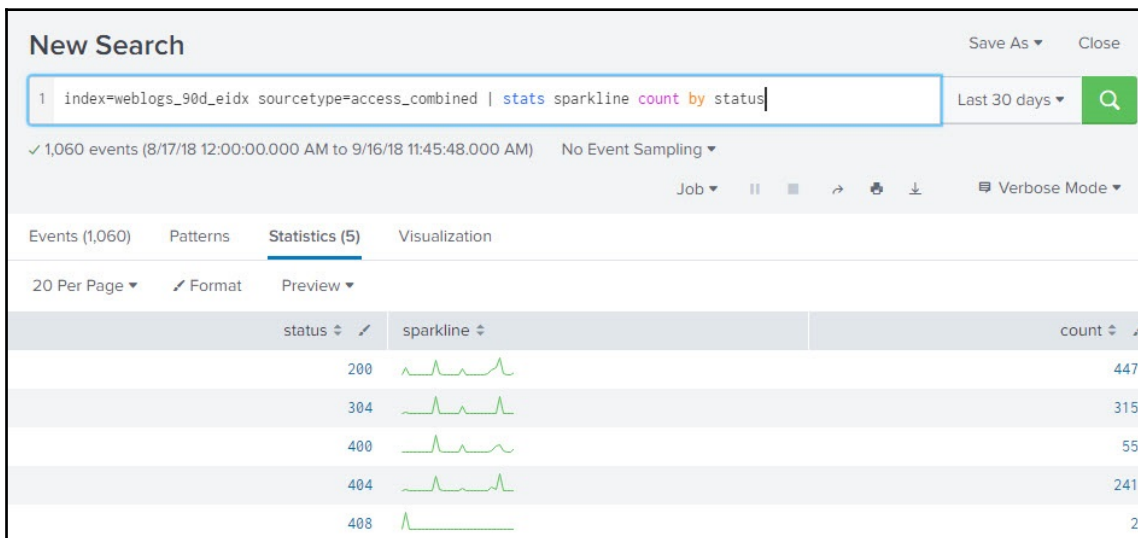 New Search
Save As Close
1 index=weblogs_90d_eidx sourcetype=access_combined | stats sparkline count by status
Last 30 days
✓ 1,060 events (8/17/18 12:00:00.000 AM to 9/16/18 11:45:48.000 AM) No Event Sampling
Job Verbose Mode
Events (1,060) Patterns Statistics (5) Visualization
20 Per Page Format Preview
status sparkline count
200 447
304 315
400 55
404 241
408 2